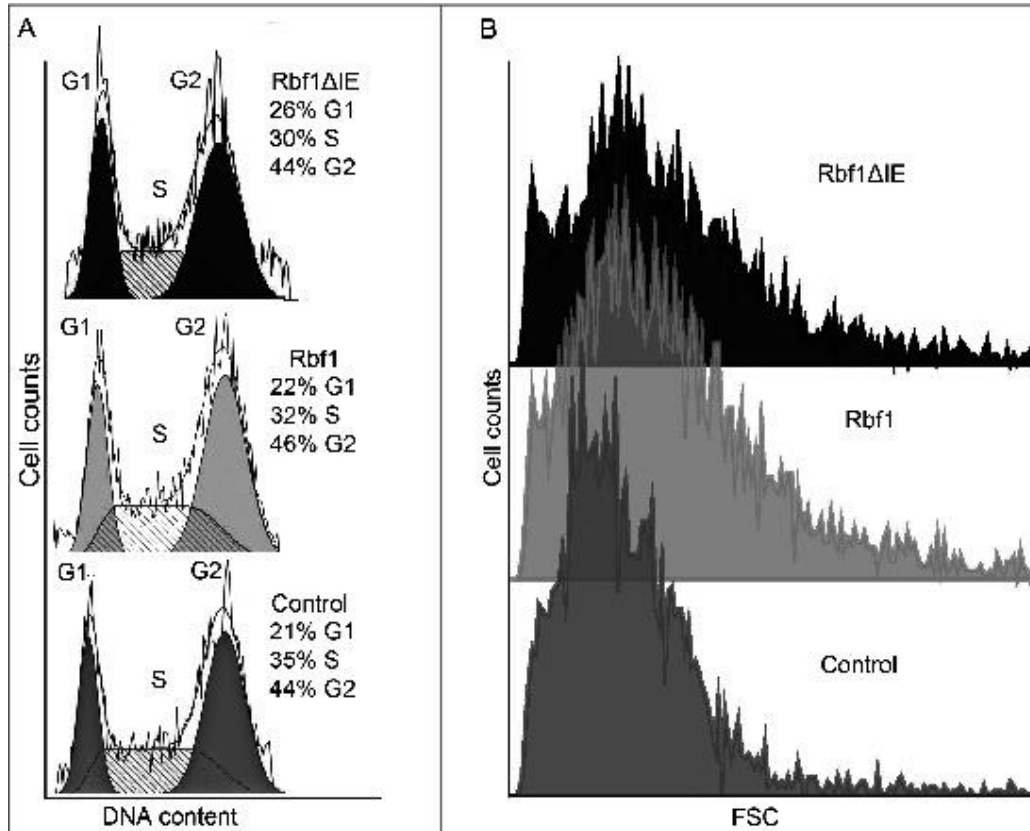 A
G1
G2
Rbf1ΔIE
26% G1
30% S
44% G2
S
G1
G2
Rbf1
22% G1
32% S
46% G2
S
G1
G2
Control
21% G1
35% S
44% G2
S
Cell counts
DNA content
B
Rbf1ΔIE
Rbf1
Control
Cell counts
FSC